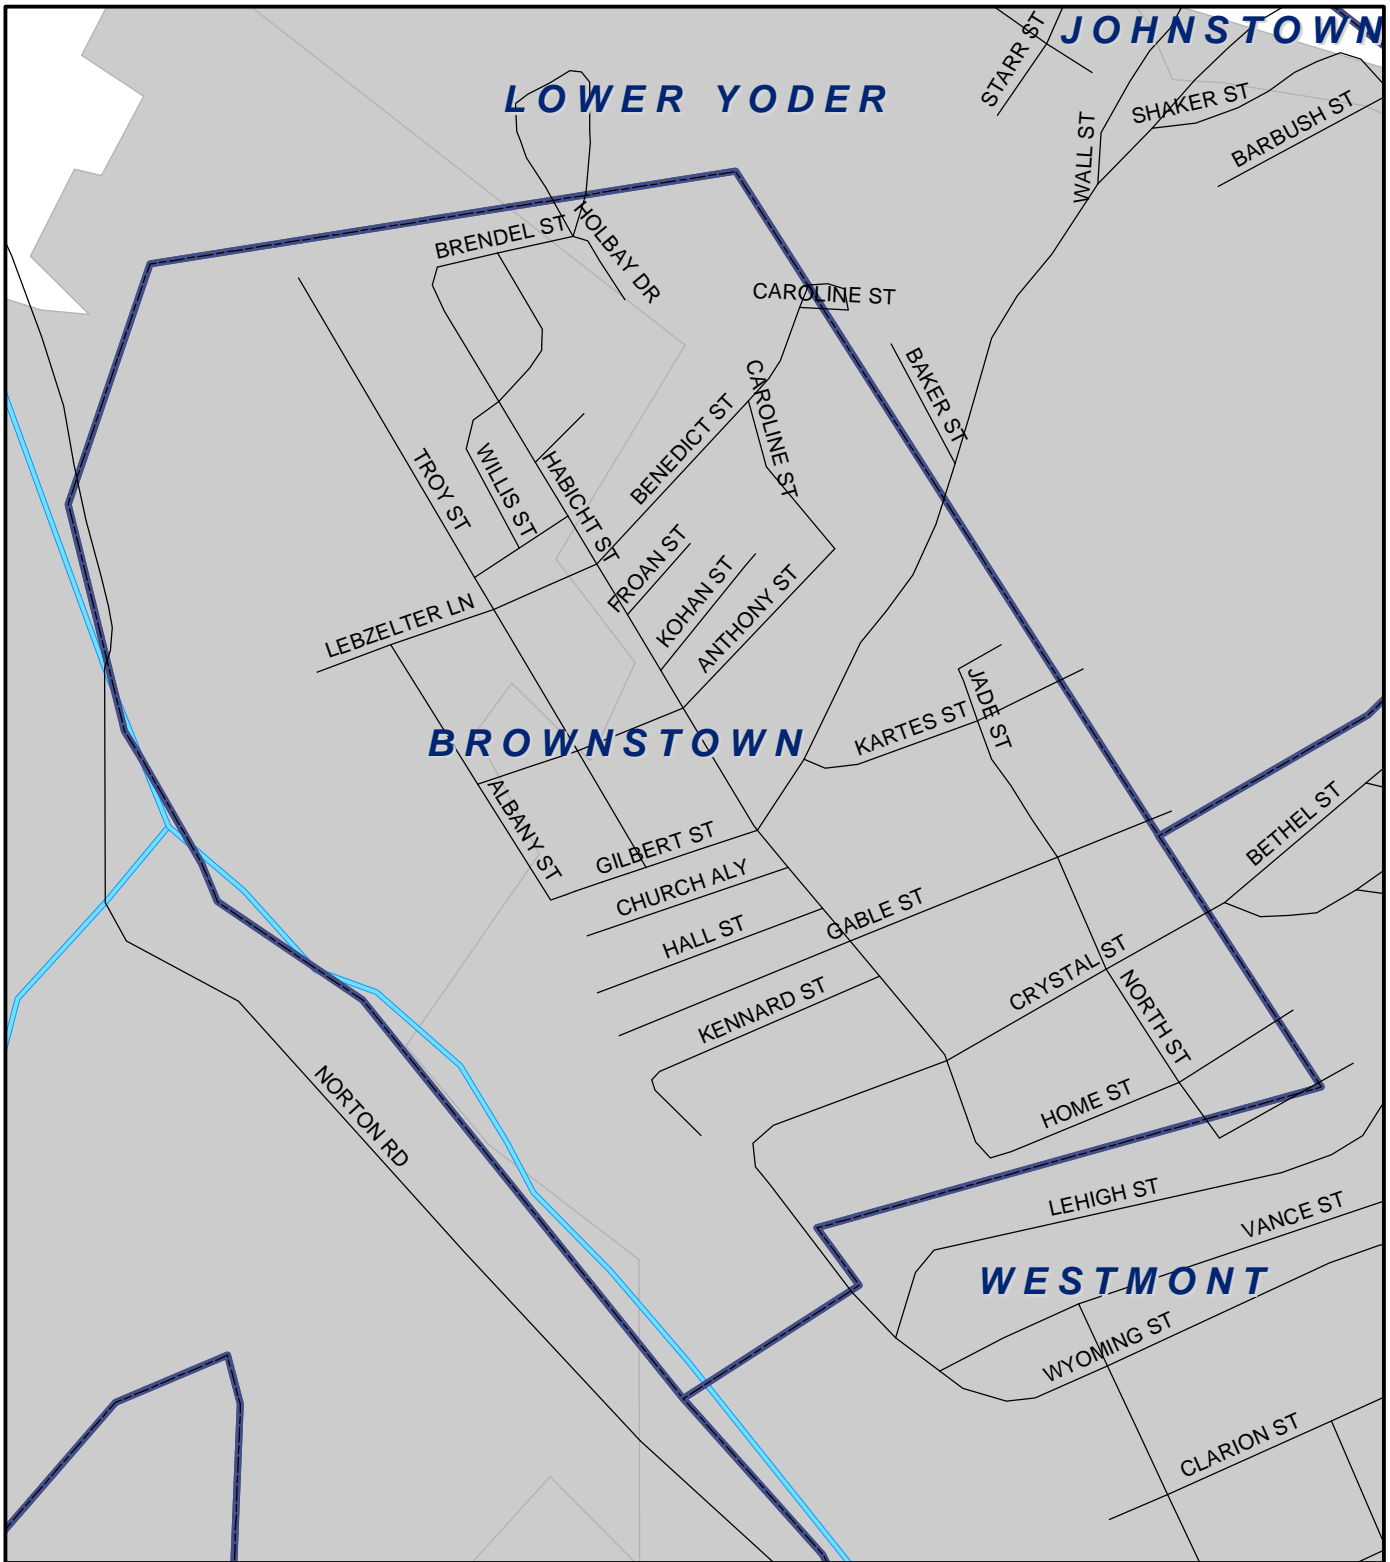 JOHNSTOWN
STARR ST
LOWER YODER
SHAKER ST
BARBUSH ST
WALL ST
HOLBAY DR
BRENDEL ST
CAROLINE ST
BAKER ST
CAROLINE ST
BENEDICT ST
TROY ST
WILLIS ST
HABICHT ST
FROAN ST
KOHAN ST
ANTHONY ST
LEBZELTER LN
JADE ST
KARTES ST
BROWNSTOWN
ALBANY ST
GILBERT ST
BETHEL ST
CHURCH ALY
HALL ST
GABLE ST
CRYSTAL ST
KENNARD ST
NORTH ST
NORTON RD
HOME ST
LEHIGH ST
VANCE ST
WESTMONT
WYOMING ST
CLARION ST